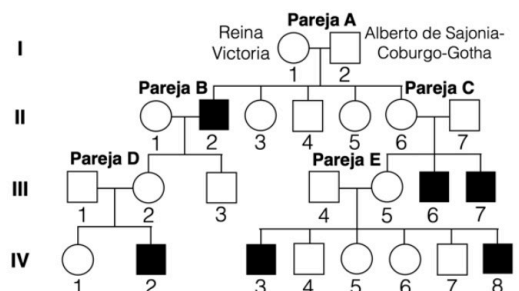 Pareja A
Reina
Victoria
Alberto de Sajonia-
Coburgo-Gotha
I
1 2
Pareja B
Pareja C
II
1 2 3 4 5 6 7
Pareja D
Pareja E
III
1 2 3 4 5 6 7
IV
1 2 3 4 5 6 7 8